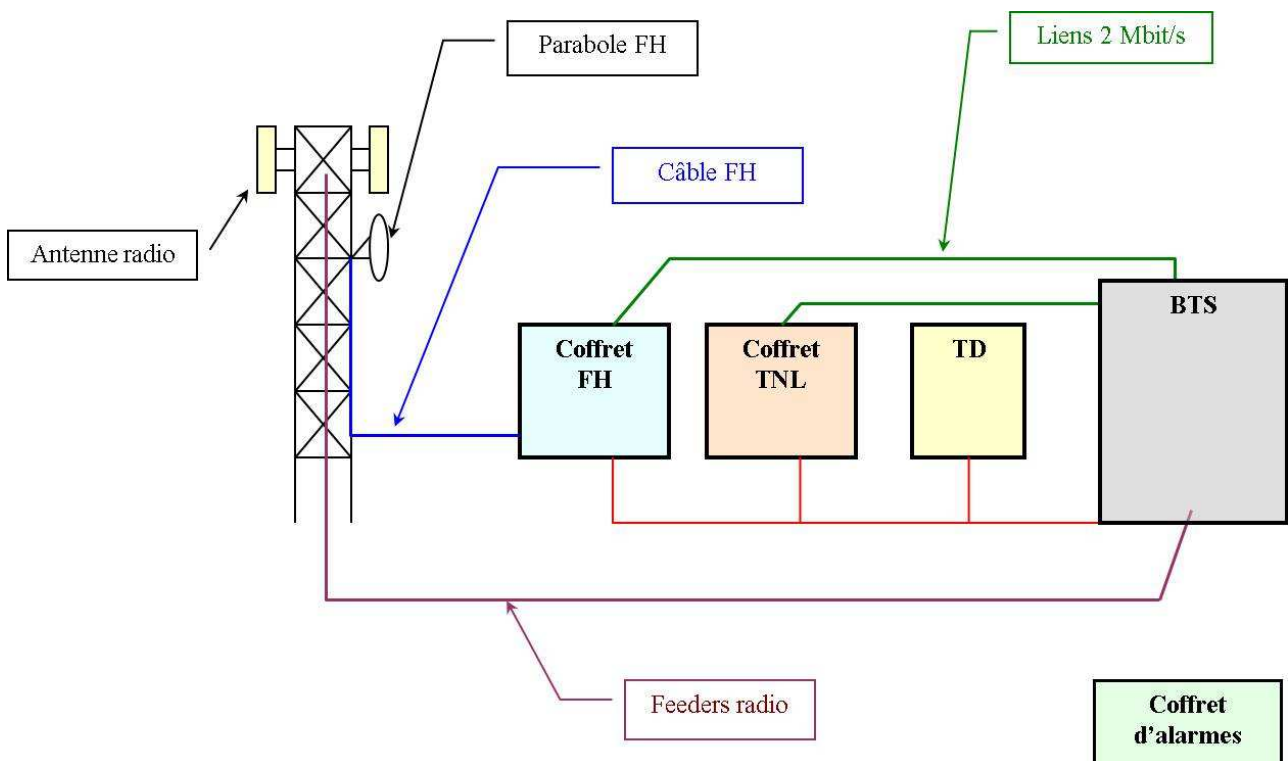 Parabole FH
Liens 2 Mbit/s
Câble FH
Antenne radio
Coffret
FH
Coffret
TNL
TD
BTS
Feeders radio
Coffret
d'alarmes